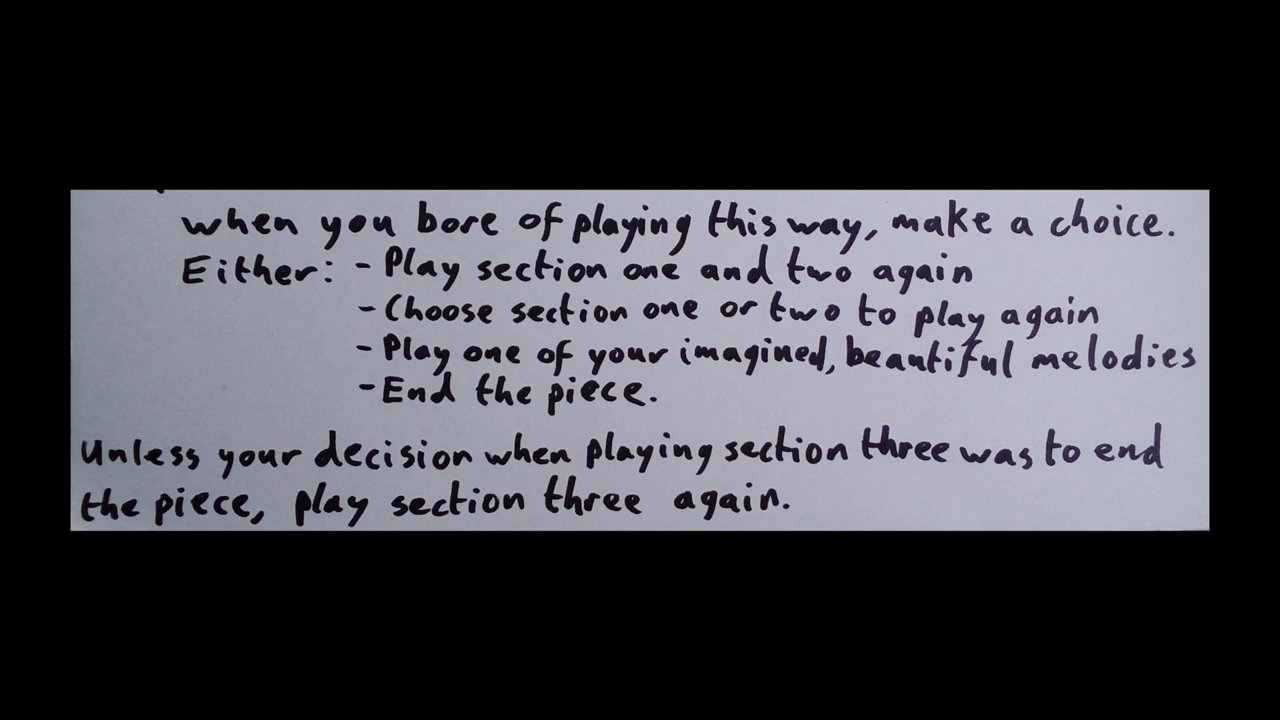 when you bore of playing this way, make a choice.
Either: - Play section one and two again
- Choose section one or two to play again
- Play one of your imagined, beautiful melodies
- End the piece.
Unless your decision when playing section three was to end
the piece, play section three again.